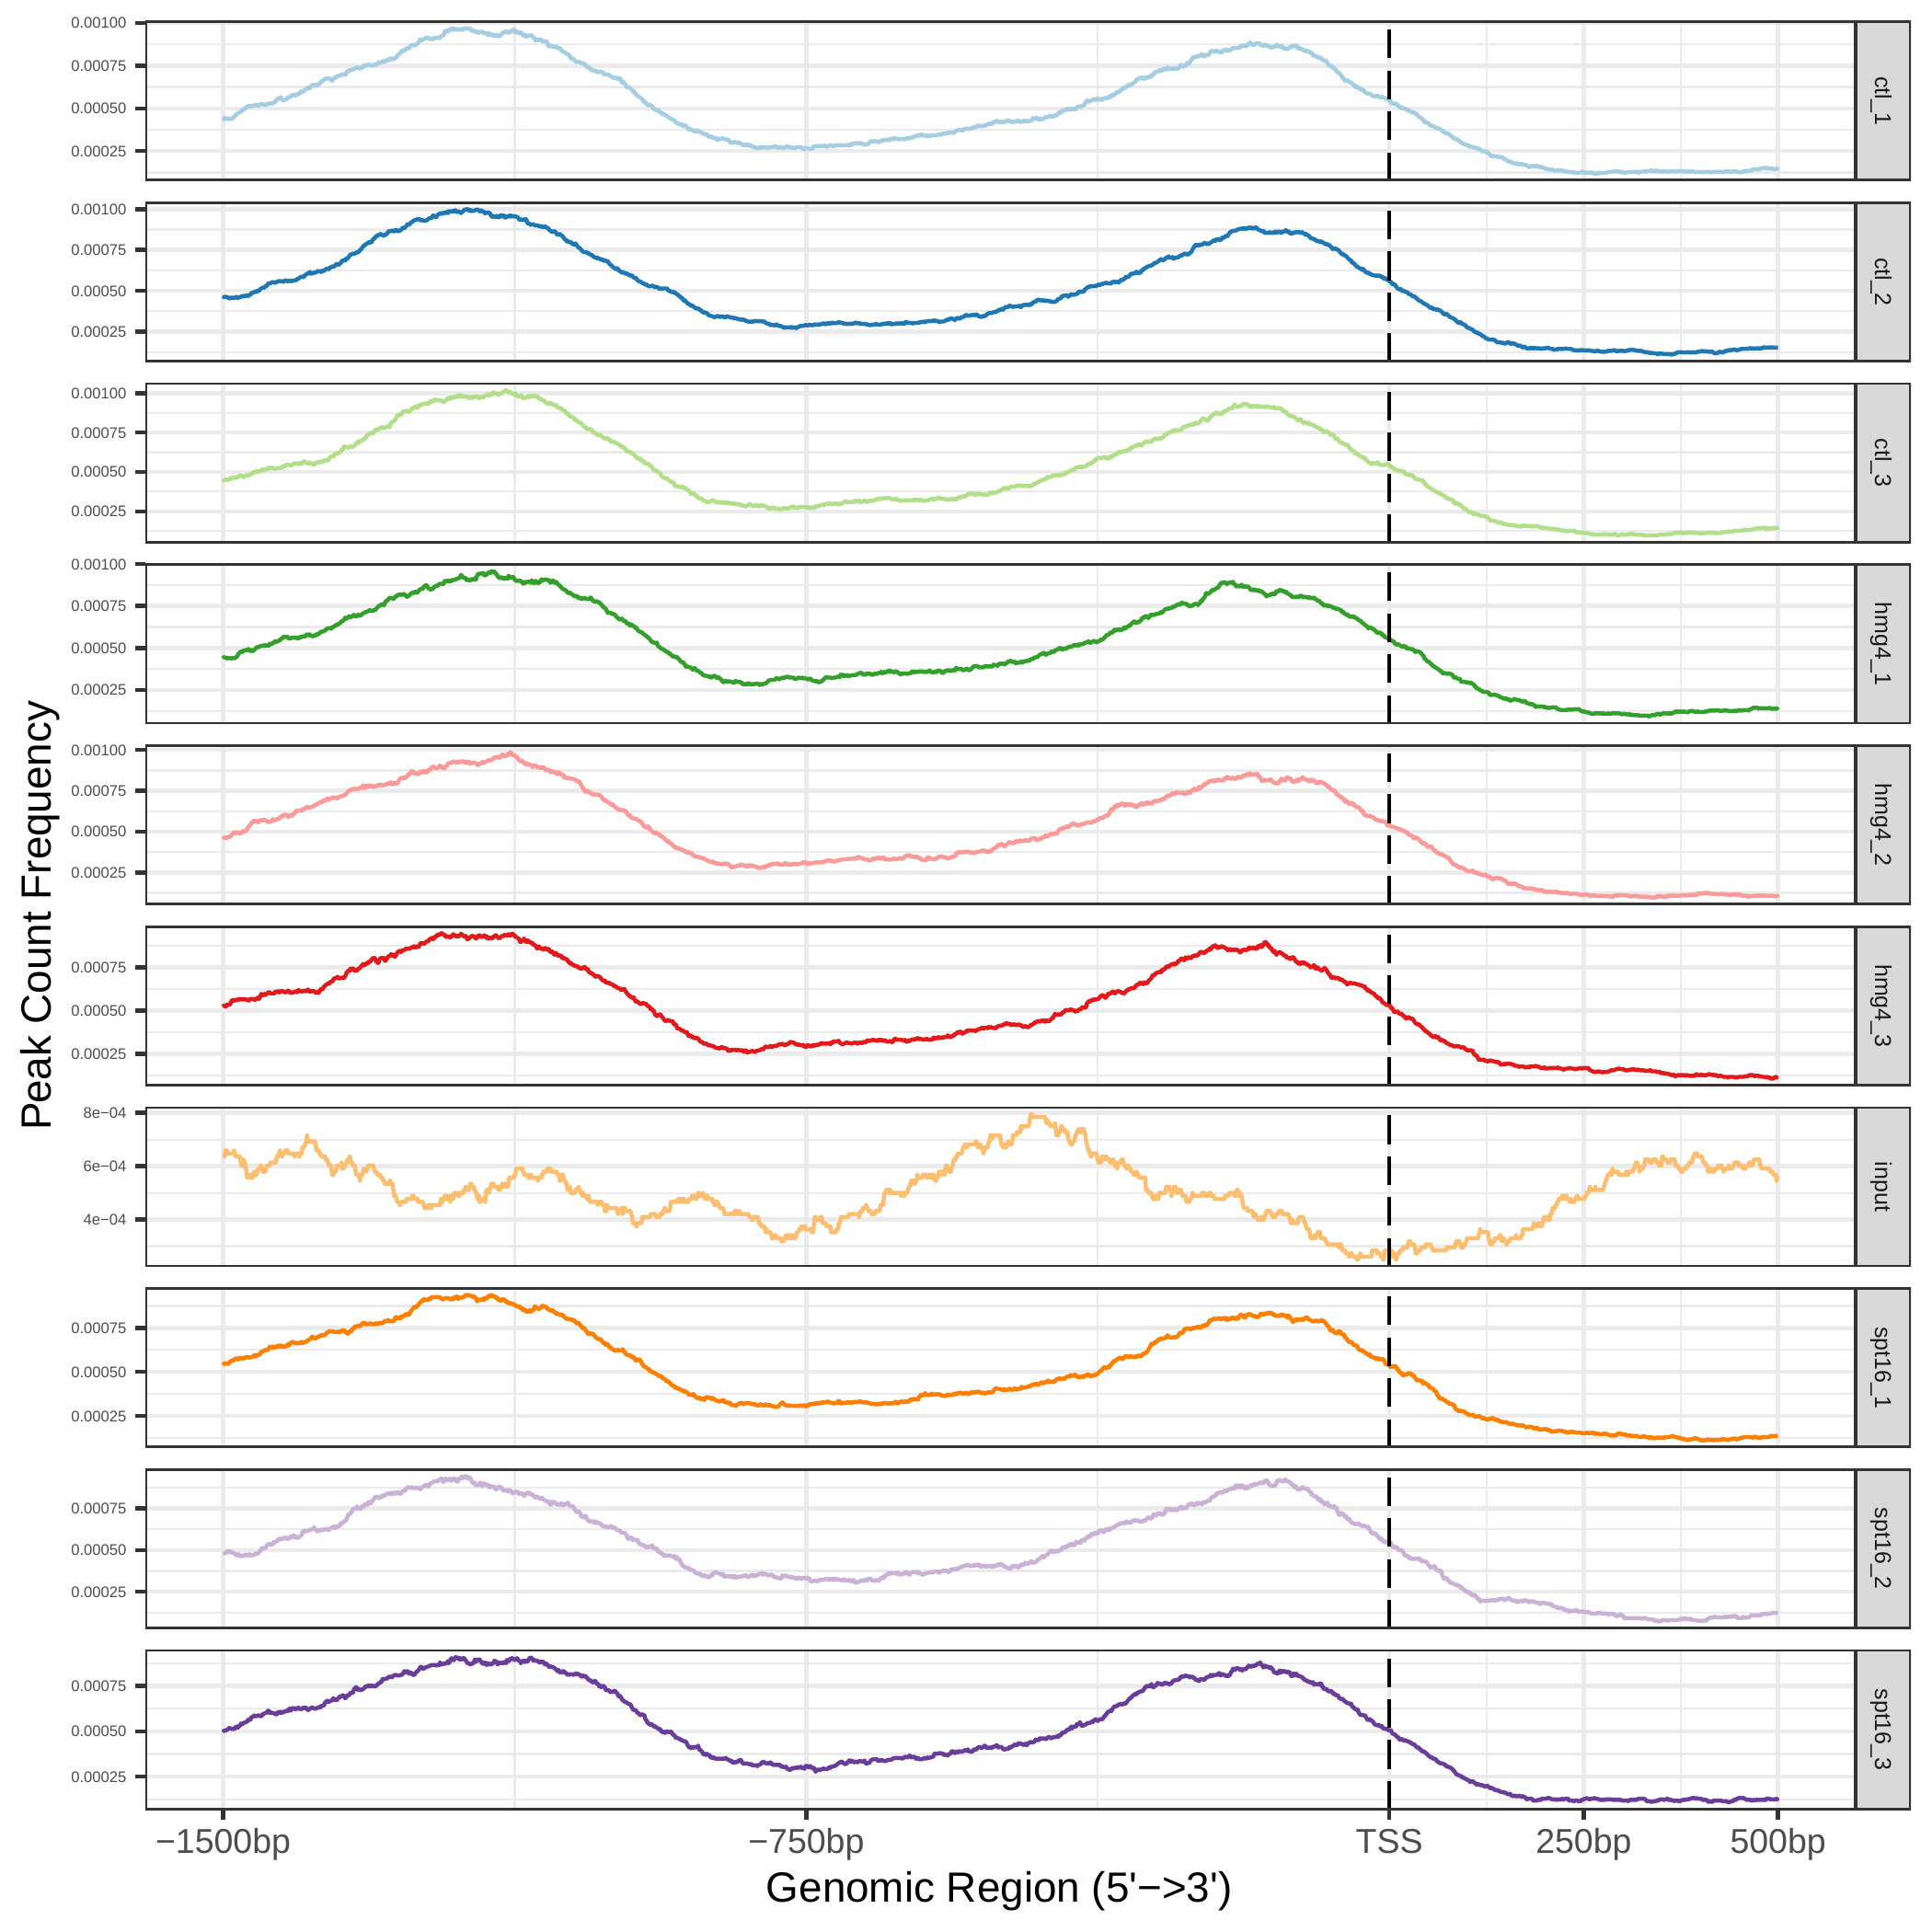 0.00100
0.00075
0.00050
0.00025
ctl_1
0.00100
0.00075
0.00050
0.00025
ctl_2
0.00100
0.00075
0.00050
0.00025
ctl_3
0.00100
0.00075
0.00050
0.00025
hmg4_1
0.00100
0.00075
0.00050
0.00025
hmg4_2
0.00075
0.00050
0.00025
hmg4_3
8e−04
6e−04
4e−04
input
0.00075
0.00050
0.00025
spt16_1
0.00075
0.00050
0.00025
spt16_2
0.00075
0.00050
0.00025
spt16_3
Peak Count Frequency
−1500bp −750bp TSS 250bp 500bp
Genomic Region (5'−>3')